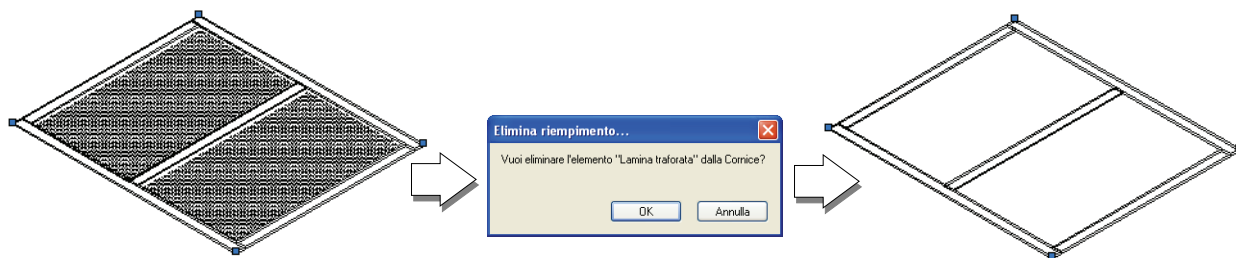 Elimina riempimento...
Vuoi eliminare l'elemento "Lamina traforata" dalla Cornice?
OK Annulla